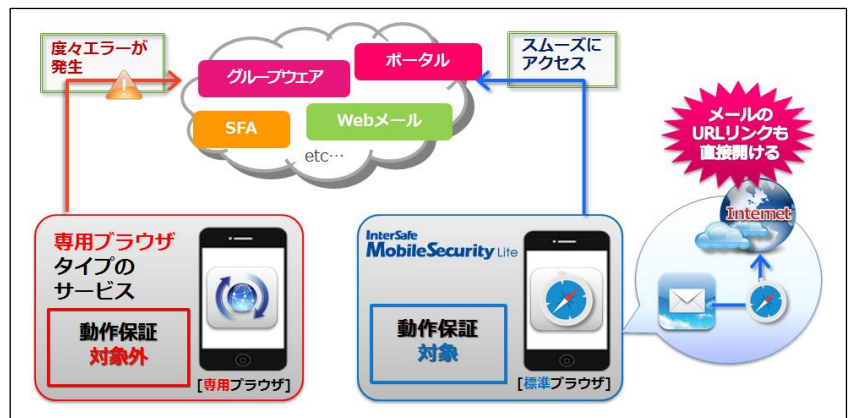 度々エラーが
発生
グループウェア
ポータル
SFA
Webメール
etc…
スムーズに
アクセス
メールの
URLリンクも
直接開ける
Internet
専用ブラウザ
タイプの
サービス
動作保証
対象外
[専用ブラウザ]
InterSafe
MobileSecurity Lite
動作保証
対象
[標準ブラウザ]